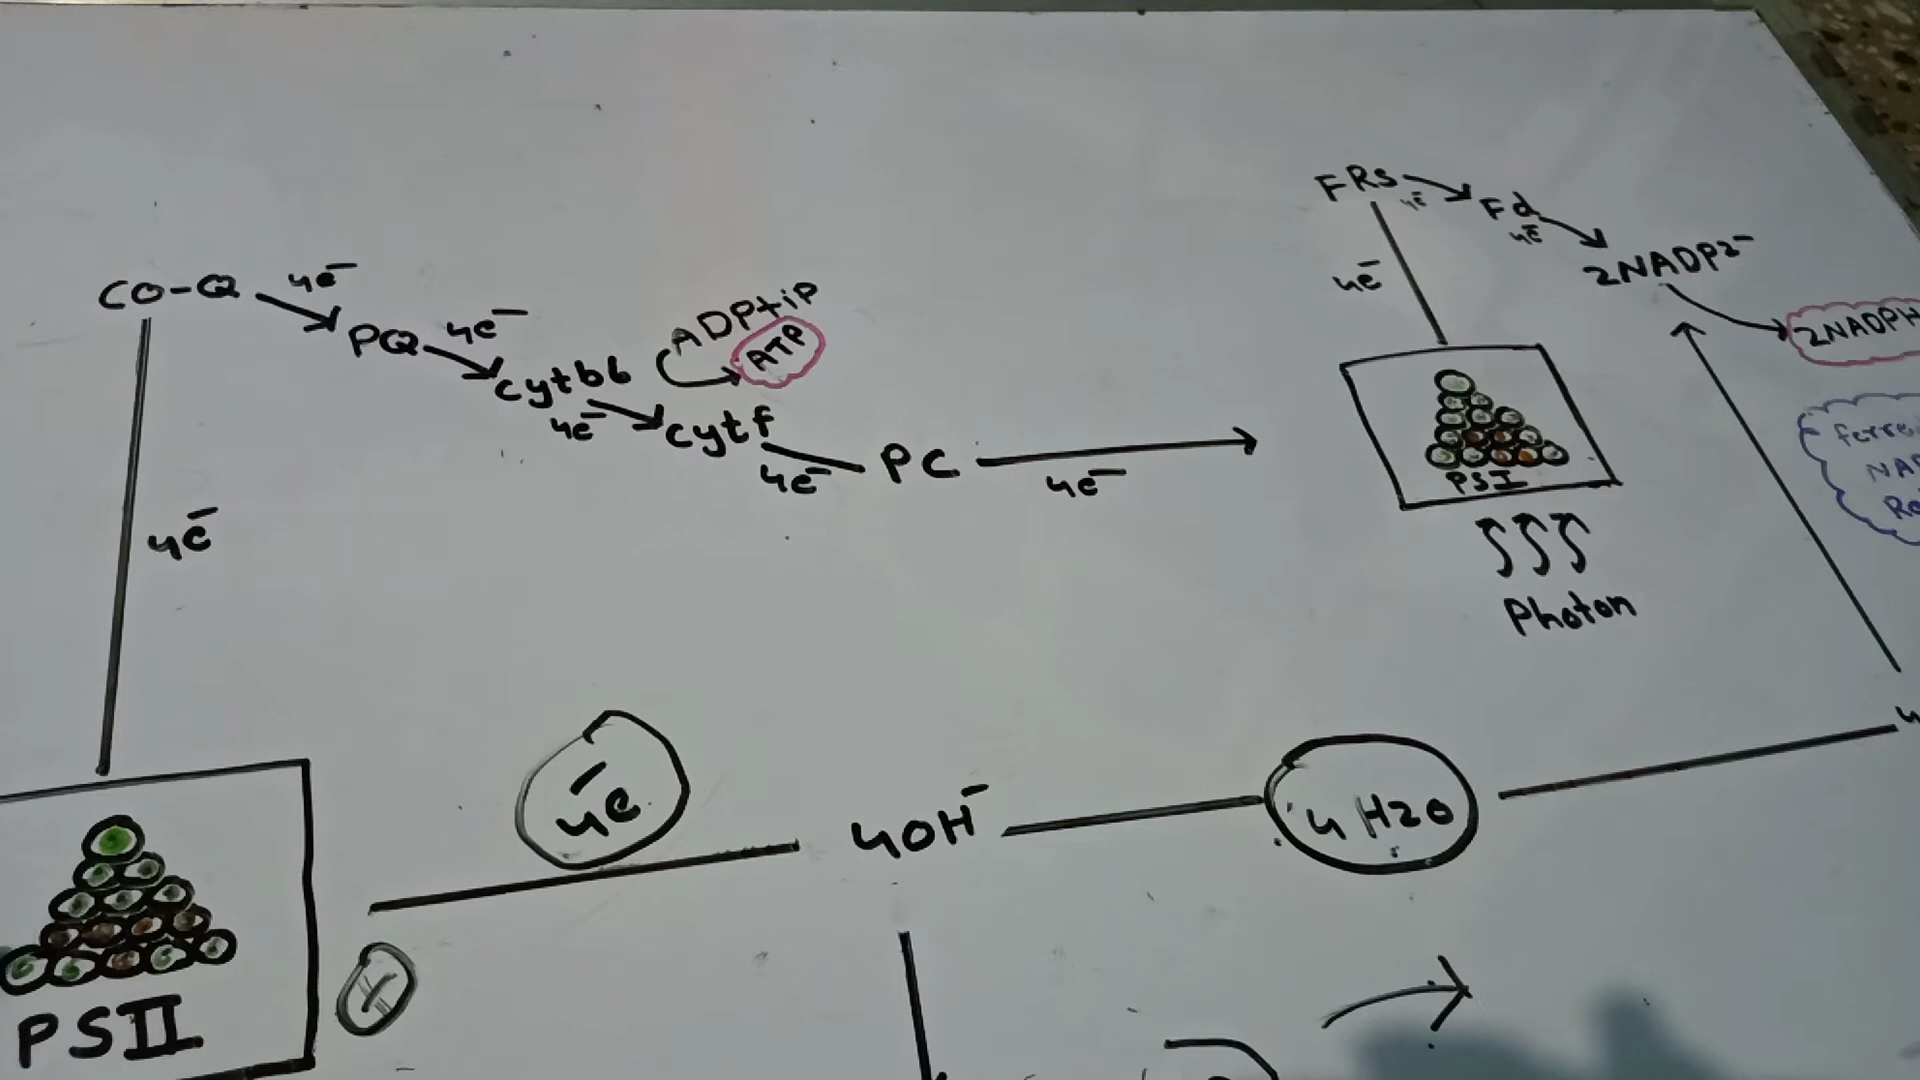 FRS
4e-
Fd
4e-
2NADP2-
4e-
2NADPH
CO-Q
4e-
PQ
4e-
cytb6
ADP+iP
ATP
4e-
cytf
4e-
PC
4e-
4e-
PSI
Photon
4e-
4OH-
4H2O
4
PSII